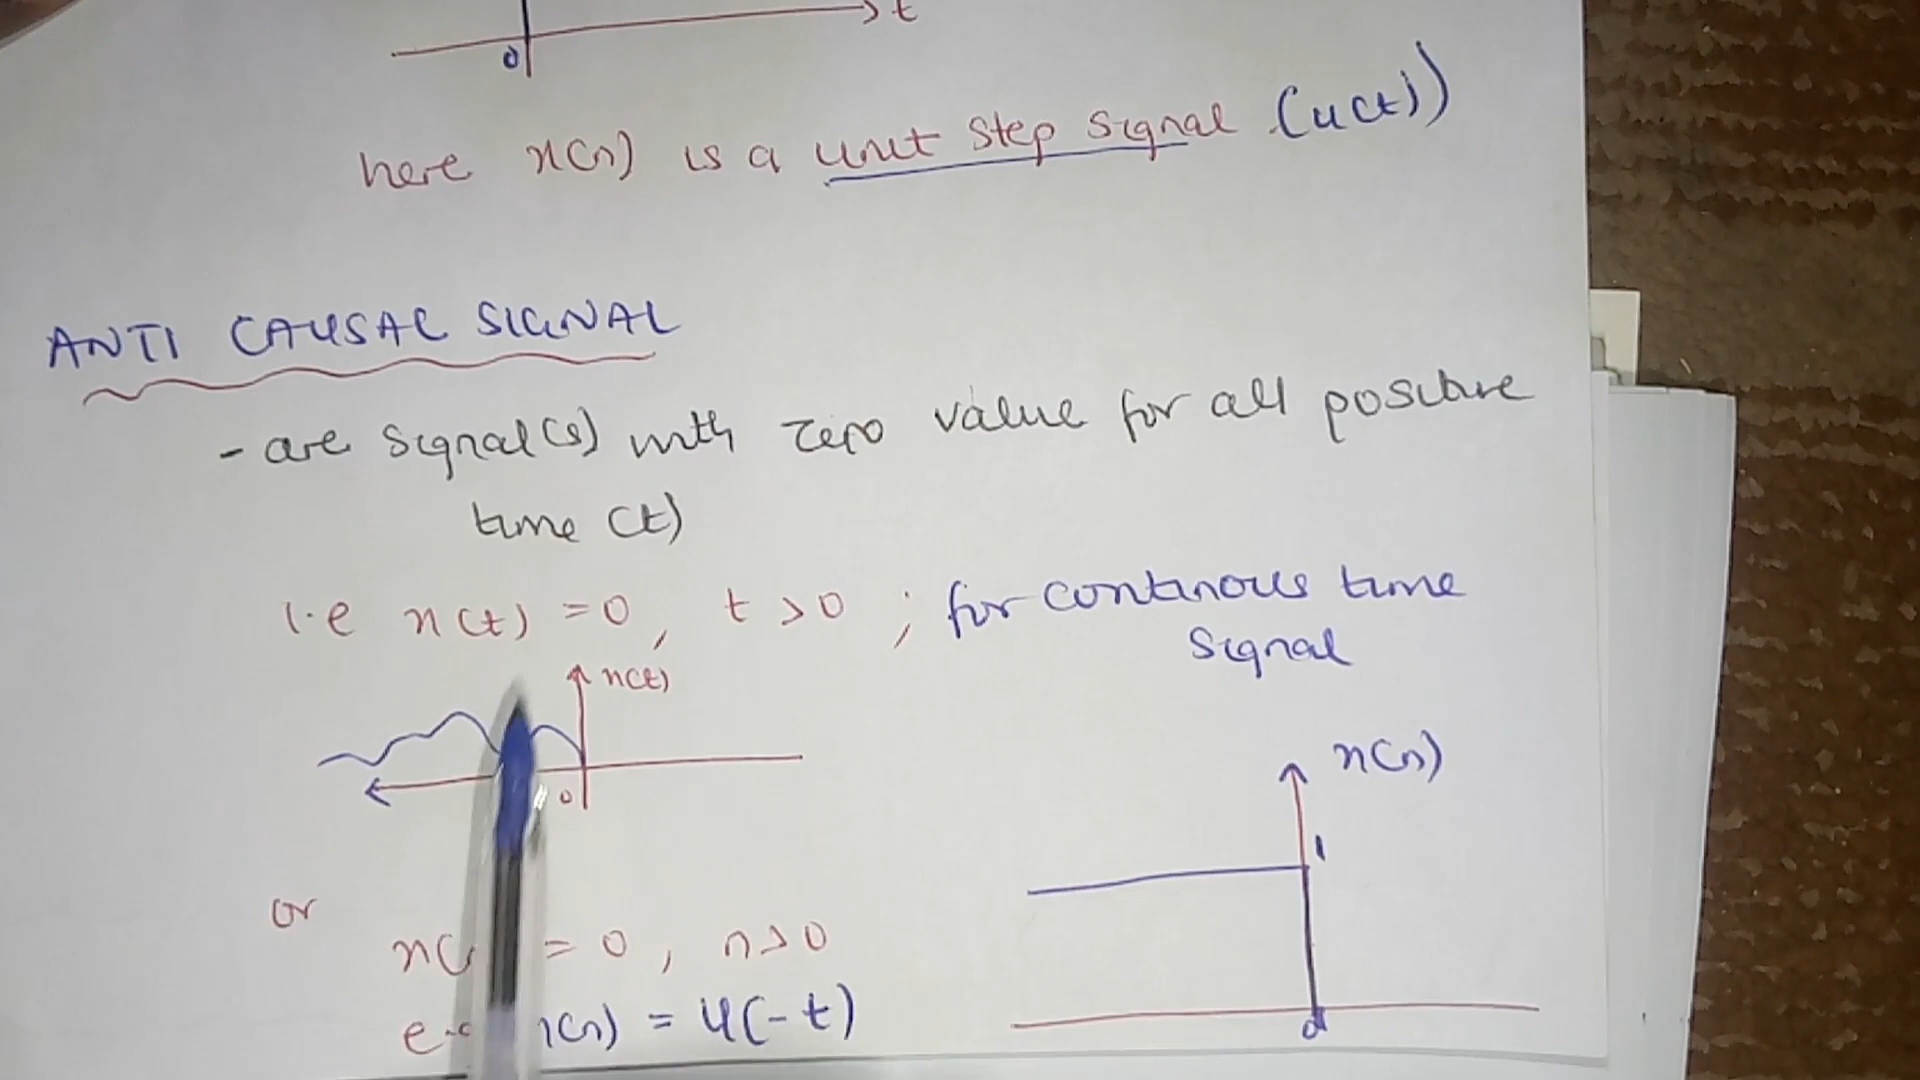 t
0
here x(n) is a unit step signal (u(t))
ANTI CAUSAL SIGNAL
- are signal(s) with zero value for all positive
time (t)
i.e x(t) = 0, t > 0 ; for continous time
signal
x(t)
0
x(n)
1
0
or
x( = 0, n > 0
e. (n) = u(-t)